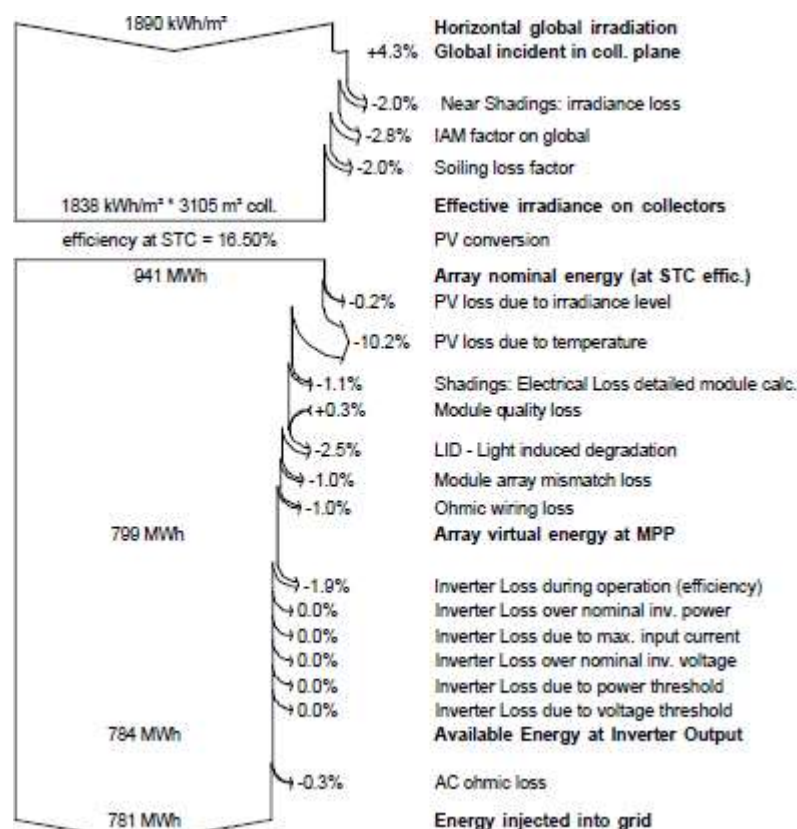 1890 kWh/m² Horizontal global irradiation
+4.3% Global incident in coll. plane
-2.0% Near Shadings: irradiance loss
-2.8% IAM factor on global
-2.0% Soiling loss factor
1838 kWh/m² * 3105 m² coll. Effective irradiance on collectors
efficiency at STC = 16.50% PV conversion
941 MWh Array nominal energy (at STC effic.)
-0.2% PV loss due to irradiance level
-10.2% PV loss due to temperature
-1.1% Shadings: Electrical Loss detailed module calc.
+0.3% Module quality loss
-2.5% LID - Light induced degradation
-1.0% Module array mismatch loss
-1.0% Ohmic wiring loss
799 MWh Array virtual energy at MPP
-1.9% Inverter Loss during operation (efficiency)
0.0% Inverter Loss over nominal inv. power
0.0% Inverter Loss due to max. input current
0.0% Inverter Loss over nominal inv. voltage
0.0% Inverter Loss due to power threshold
0.0% Inverter Loss due to voltage threshold
784 MWh Available Energy at Inverter Output
-0.3% AC ohmic loss
781 MWh Energy injected into grid